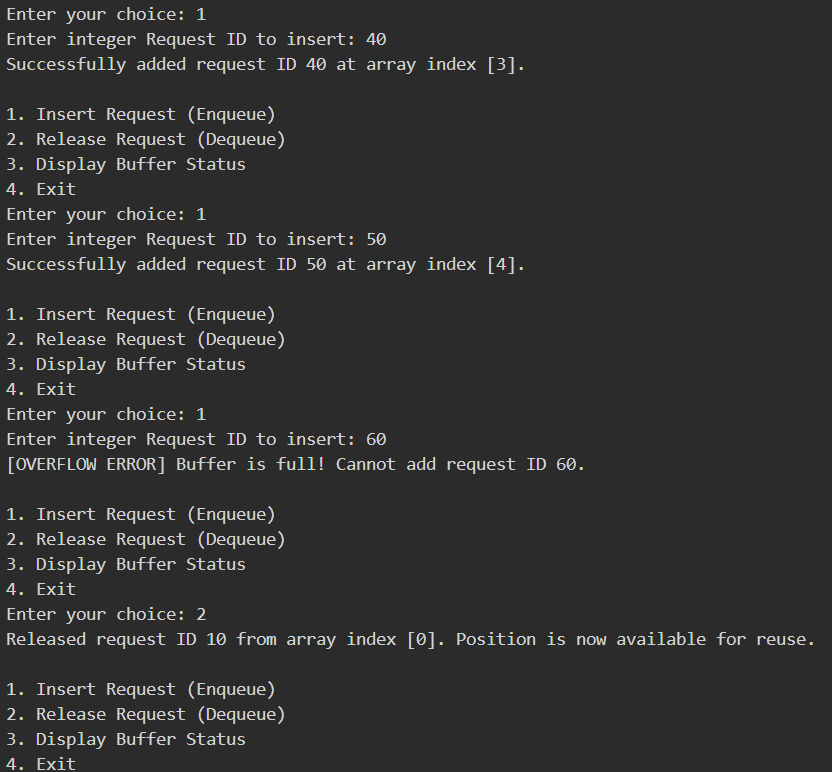 Enter your choice: 1
Enter integer Request ID to insert: 40
Successfully added request ID 40 at array index [3].
1. Insert Request (Enqueue)
2. Release Request (Dequeue)
3. Display Buffer Status
4. Exit
Enter your choice: 1
Enter integer Request ID to insert: 50
Successfully added request ID 50 at array index [4].
1. Insert Request (Enqueue)
2. Release Request (Dequeue)
3. Display Buffer Status
4. Exit
Enter your choice: 1
Enter integer Request ID to insert: 60
[OVERFLOW ERROR] Buffer is full! Cannot add request ID 60.
1. Insert Request (Enqueue)
2. Release Request (Dequeue)
3. Display Buffer Status
4. Exit
Enter your choice: 2
Released request ID 10 from array index [0]. Position is now available for reuse.
1. Insert Request (Enqueue)
2. Release Request (Dequeue)
3. Display Buffer Status
4. Exit